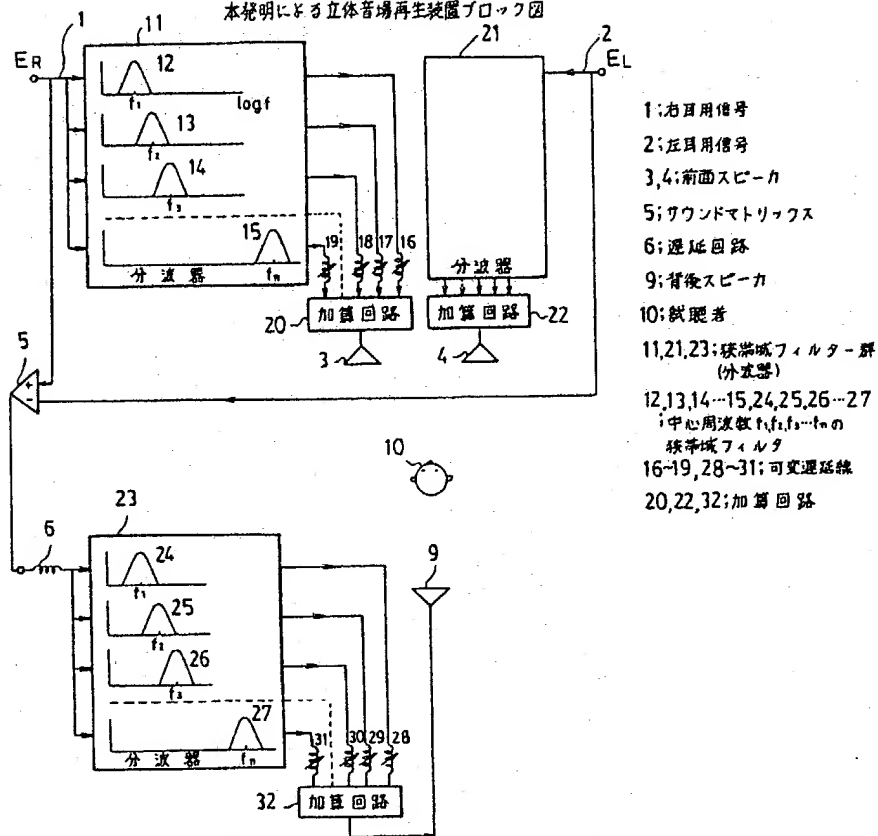 本発明による立体音場再生装置ブロック図
1
11
21
2
ER
EL
12
f1
logf
13
f2
14
f3
15
fn
分波器
19
18
17
16
加算回路
20
3
分波器
加算回路
22
4
5
+
-
10
6
23
24
f1
25
f2
26
f3
27
fn
分波器
31
30
29
28
加算回路
32
9
1;右耳用信号
2;左耳用信号
3,4;前面スピーカ
5;サウンドマトリックス
6;遅延回路
9;背後スピーカ
10;試聴者
11,21,23;狭帯域フィルター群
(分波器)
12,13,14…15,24,25,26…27
;中心周波数f1,f2,f3…fnの
狭帯域フィルタ
16~19,28~31;可変遅延線
20,22,32;加算回路